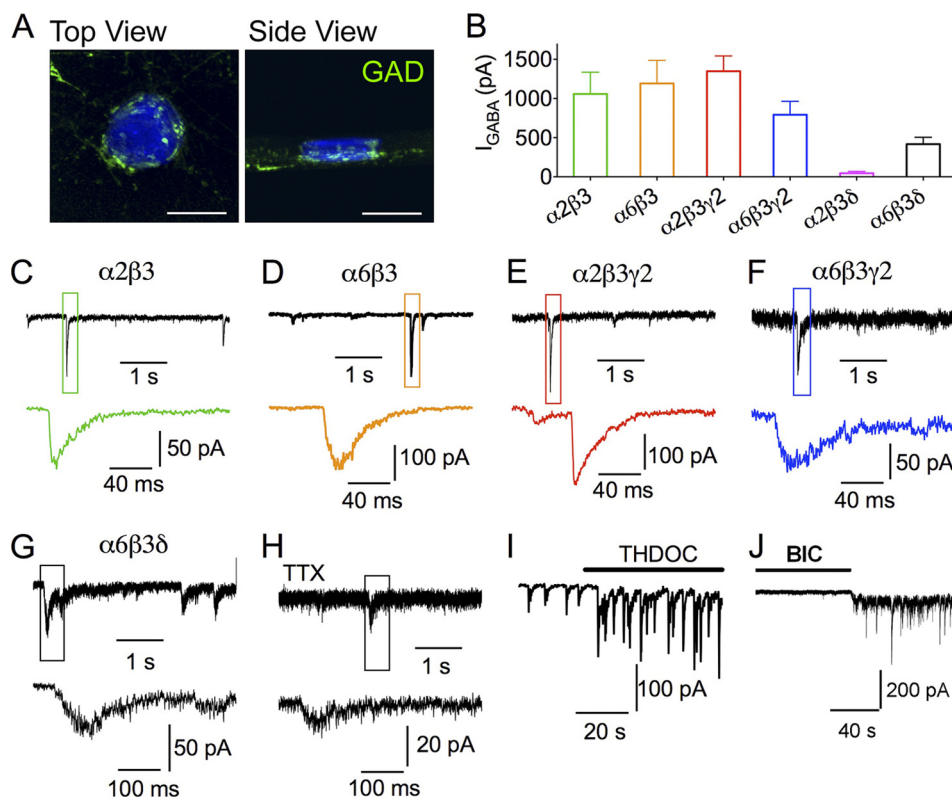 A
Top View
Side View
GAD
B
I_GABA (pA)
1500
1000
500
0
α2β3
α6β3
α2β3γ2
α6β3γ2
α2β3δ
α6β3δ
C
α2β3
1 s
50 pA
40 ms
D
α6β3
1 s
100 pA
40 ms
E
α2β3γ2
1 s
100 pA
40 ms
F
α6β3γ2
1 s
50 pA
40 ms
G
α6β3δ
1 s
50 pA
100 ms
H
TTX
1 s
20 pA
100 ms
I
THDOC
100 pA
20 s
J
BIC
200 pA
40 s